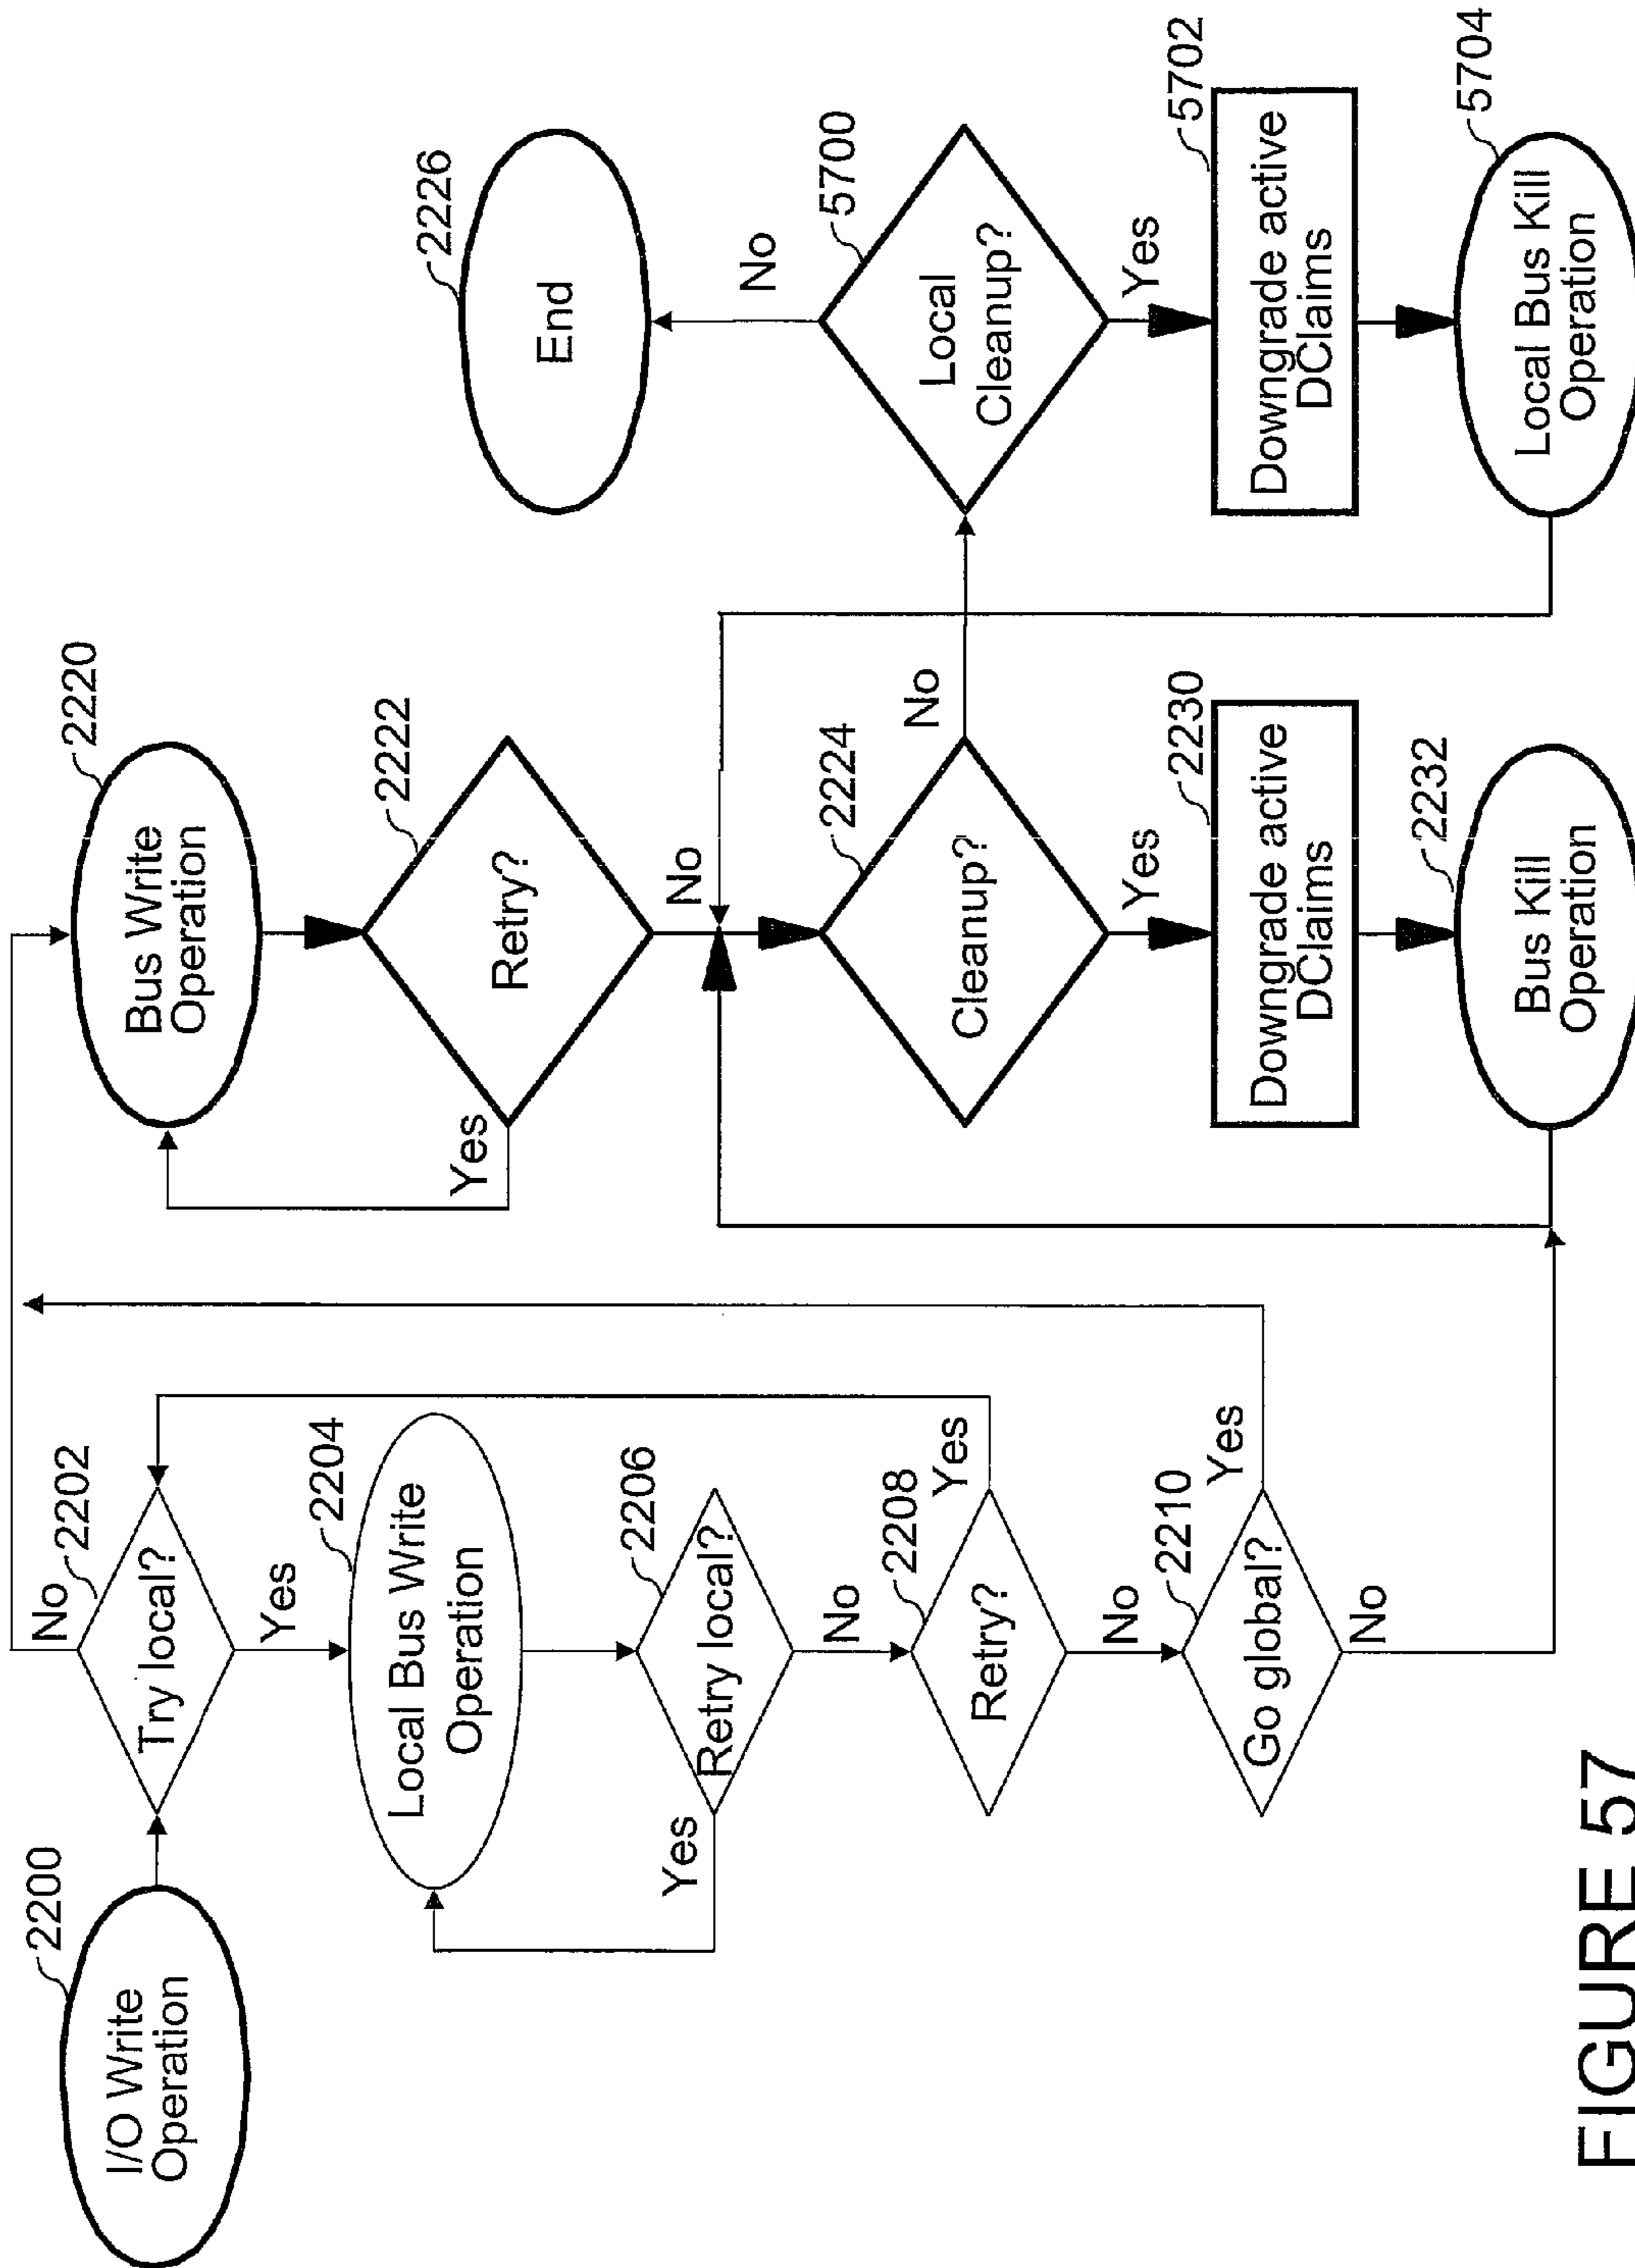 2200
I/O Write
Operation
No
2202
Try local?
Yes
2204
Local Bus Write
Operation
2206
Retry local?
Yes
No
2208
Retry?
Yes
No
2210
Go global?
Yes
No
2220
Bus Write
Operation
2222
Retry?
Yes
No
2224
Cleanup?
No
Yes
2230
Downgrade active
DClaims
2232
Bus Kill
Operation
2226
End
No
5700
Local
Cleanup?
Yes
5702
Downgrade active
DClaims
5704
Local Bus Kill
Operation
FIGURE 57